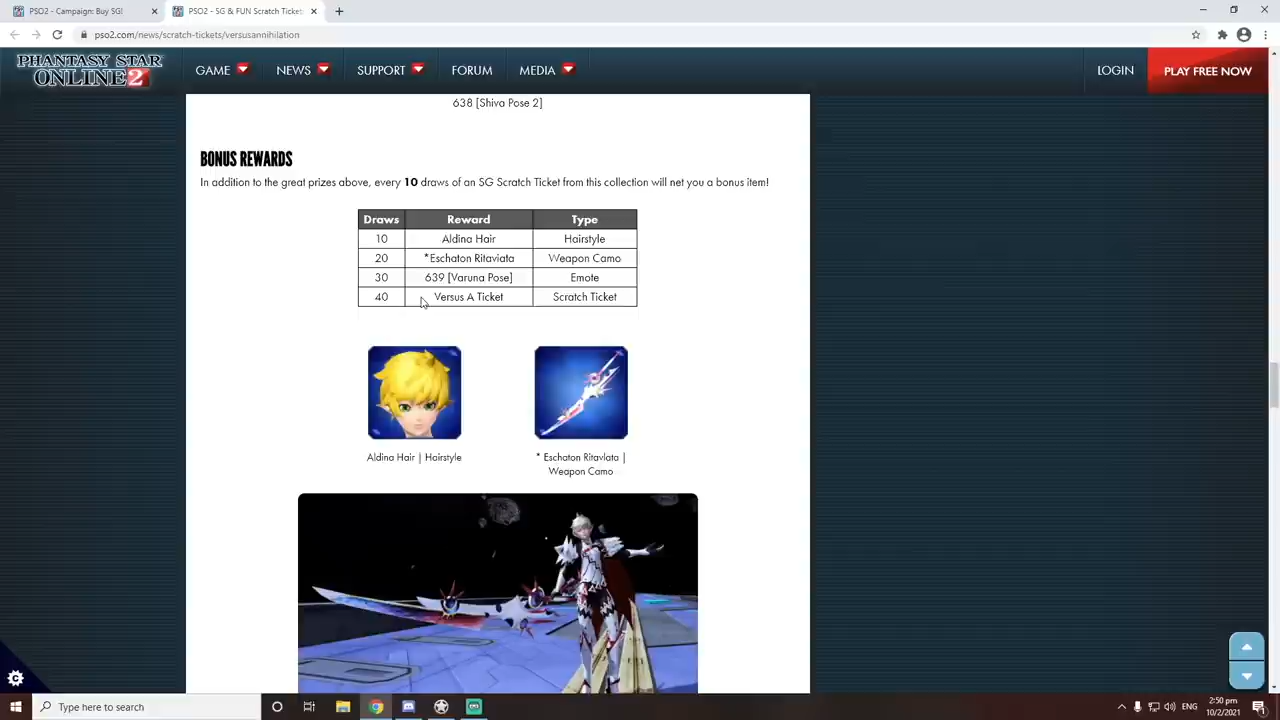 PSO2 - Campaign: Buy SG!
PSO2 - SG & FUN Scratch Ticket
pso2.com/news/scratch-tickets/versusannihilation
PHANTASY STAR
ONLINE 2
GAME
NEWS
SUPPORT
FORUM
MEDIA
LOGIN
PLAY FREE NOW
638 [Shiva Pose 2]
BONUS REWARDS
In addition to the great prizes above, every 10 draws of an SG Scratch Ticket from this collection will net you a bonus item!
Draws Reward Type
10 Aldina Hair Hairstyle
20 *Eschaton Ritaviata Weapon Camo
30 639 [Varuna Pose] Emote
40 Versus A Ticket Scratch Ticket
Aldina Hair | Hairstyle
* Eschaton Ritaviata |
Weapon Camo
Type here to search
ENG
2:50 pm
10/2/2021